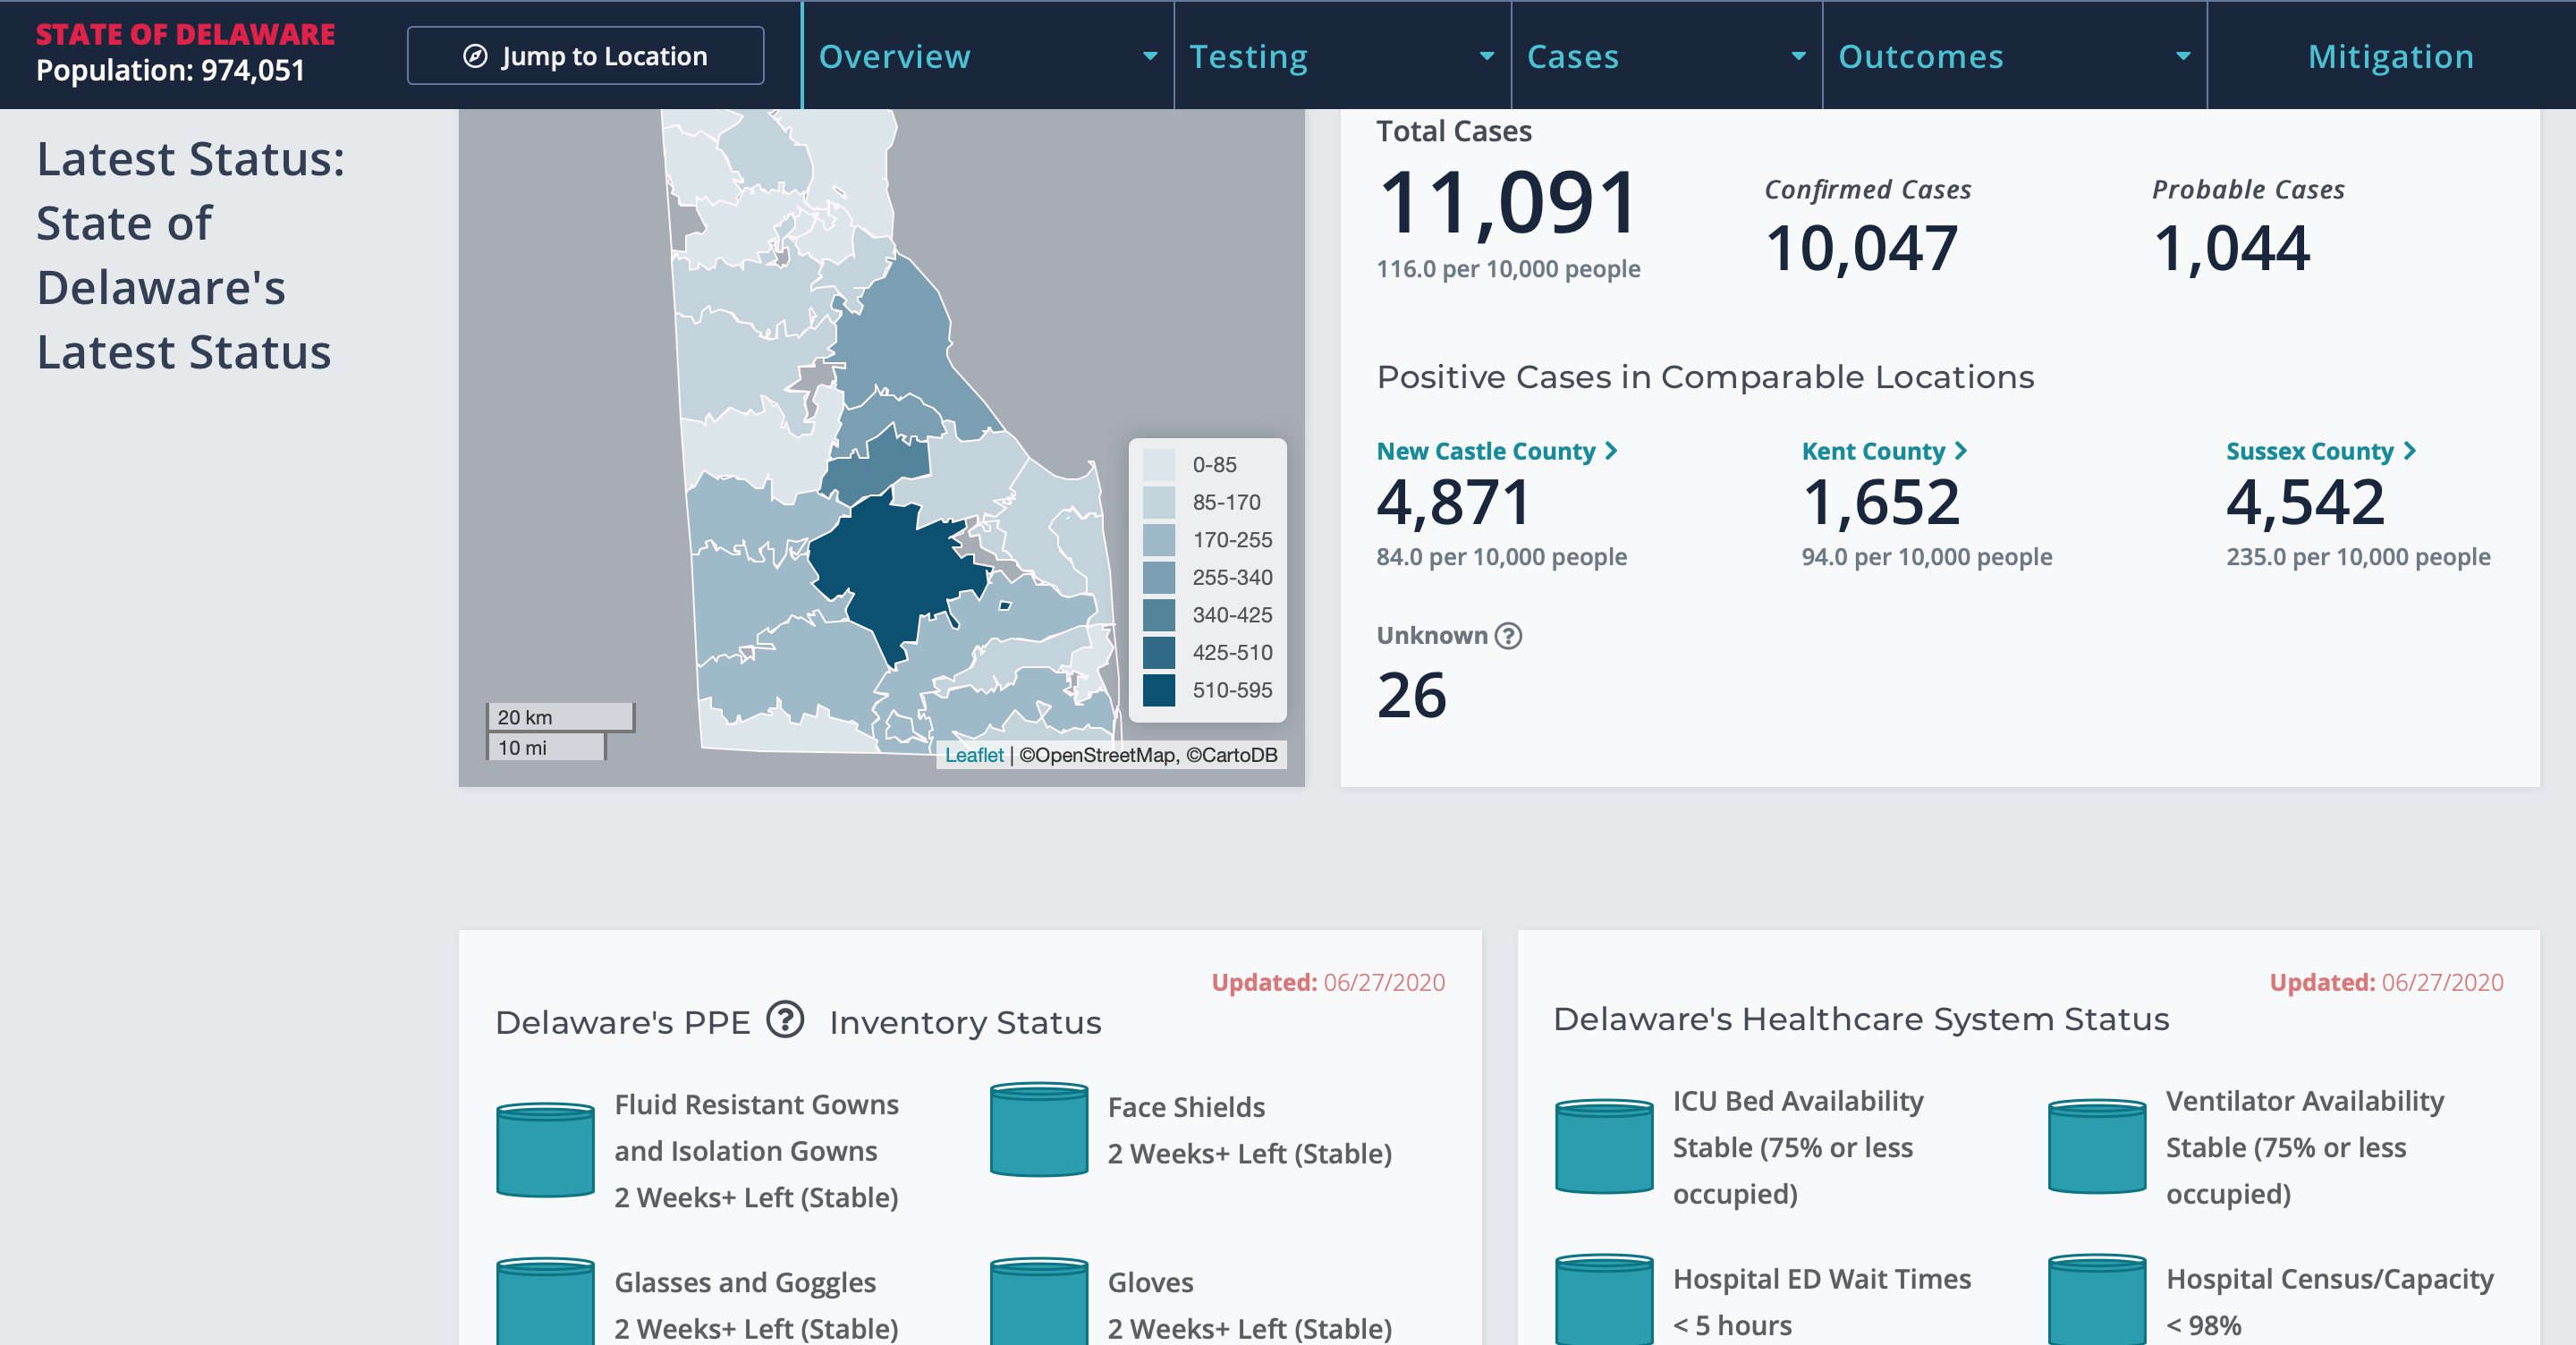 STATE OF DELAWARE
Population: 974,051
Jump to Location
Overview
Testing
Cases
Outcomes
Mitigation
Latest Status:
State of
Delaware's
Latest Status
0-85
85-170
170-255
255-340
340-425
425-510
510-595
20 km
10 mi
Leaflet | ©OpenStreetMap, ©CartoDB
Total Cases
11,091
116.0 per 10,000 people
Confirmed Cases
10,047
Probable Cases
1,044
Positive Cases in Comparable Locations
New Castle County
4,871
84.0 per 10,000 people
Kent County
1,652
94.0 per 10,000 people
Sussex County
4,542
235.0 per 10,000 people
Unknown ?
26
Updated: 06/27/2020
Delaware's PPE ? Inventory Status
Fluid Resistant Gowns
and Isolation Gowns
2 Weeks+ Left (Stable)
Face Shields
2 Weeks+ Left (Stable)
Glasses and Goggles
2 Weeks+ Left (Stable)
Gloves
2 Weeks+ Left (Stable)
Updated: 06/27/2020
Delaware's Healthcare System Status
ICU Bed Availability
Stable (75% or less
occupied)
Ventilator Availability
Stable (75% or less
occupied)
Hospital ED Wait Times
< 5 hours
Hospital Census/Capacity
< 98%